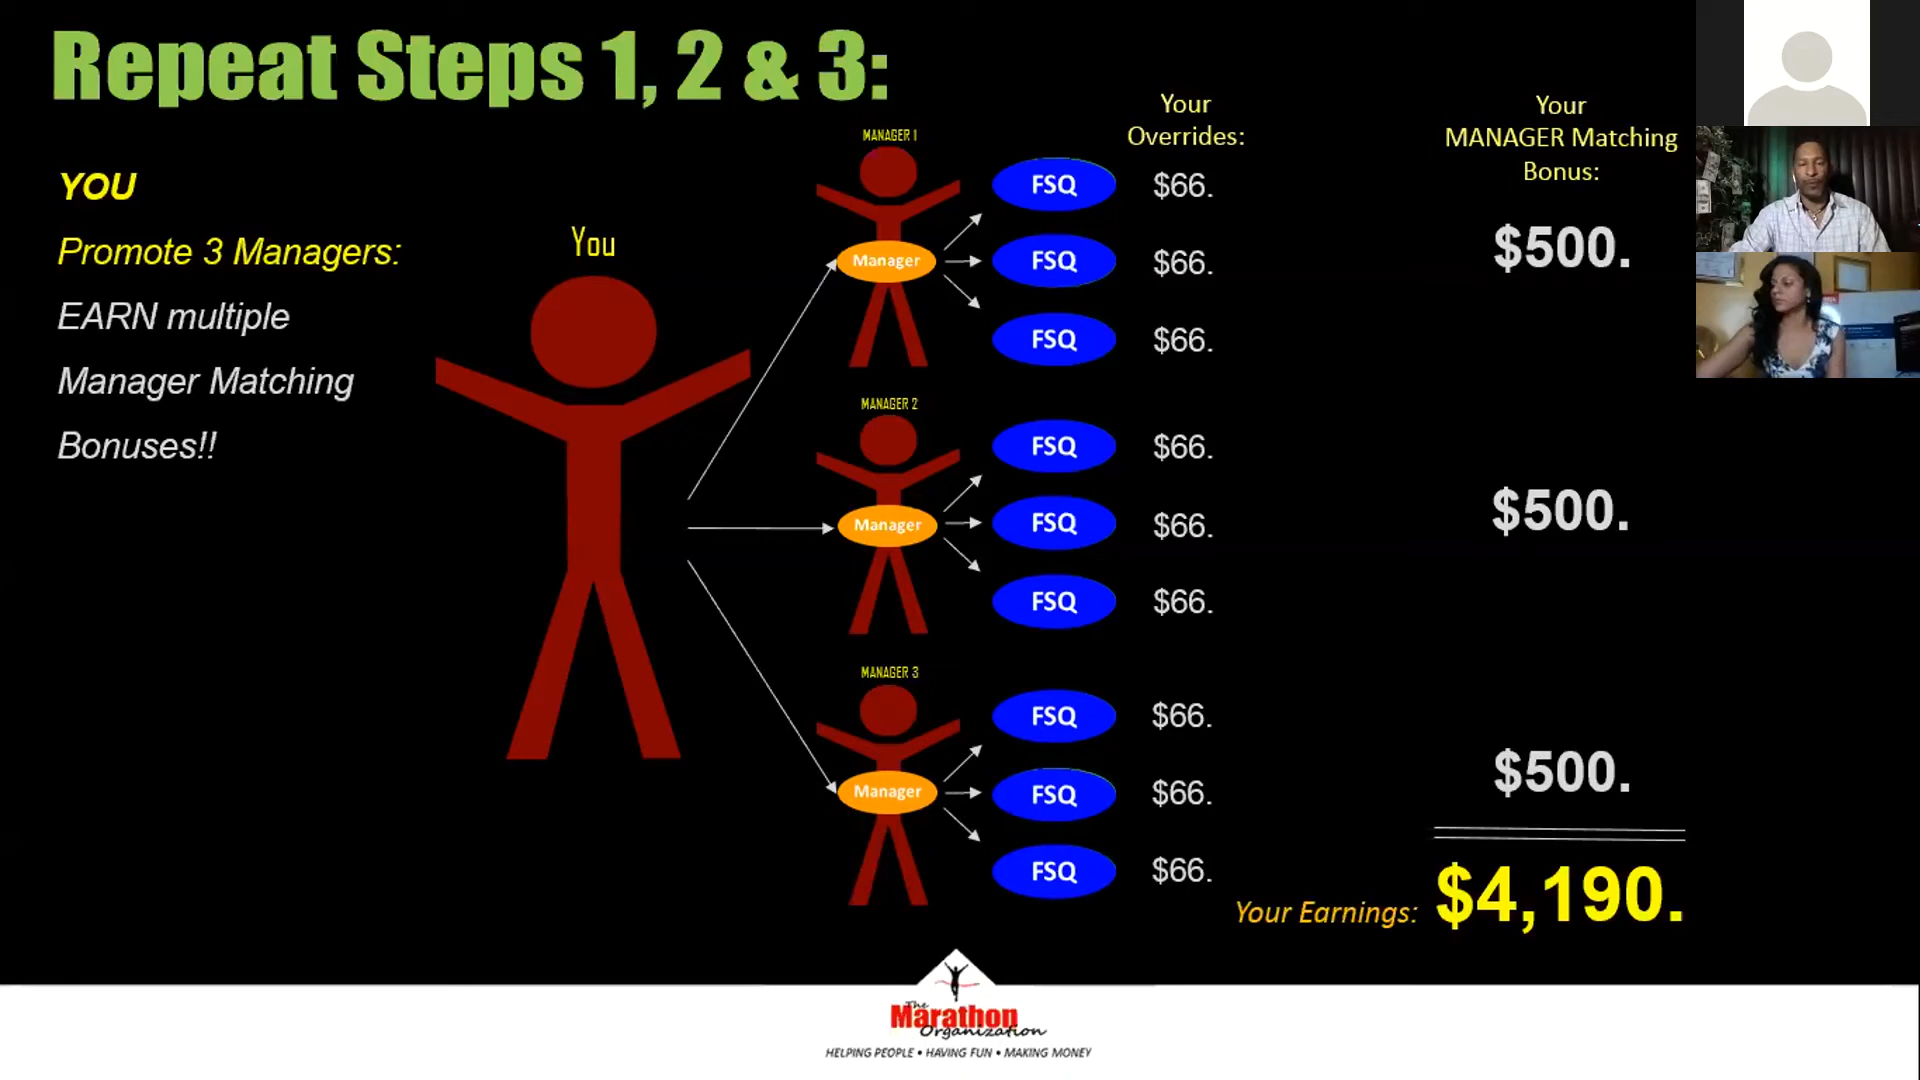 Repeat Steps 1, 2 & 3:
YOU
Promote 3 Managers:
EARN multiple
Manager Matching
Bonuses!!
You
MANAGER 1
Manager
FSQ
FSQ
FSQ
MANAGER 2
Manager
FSQ
FSQ
FSQ
MANAGER 3
Manager
FSQ
FSQ
FSQ
Your
Overrides:
$66.
$66.
$66.
$66.
$66.
$66.
$66.
$66.
$66.
Your
MANAGER Matching
Bonus:
$500.
$500.
$500.
Your Earnings: $4,190.
The
Marathon
Organization
HELPING PEOPLE • HAVING FUN • MAKING MONEY